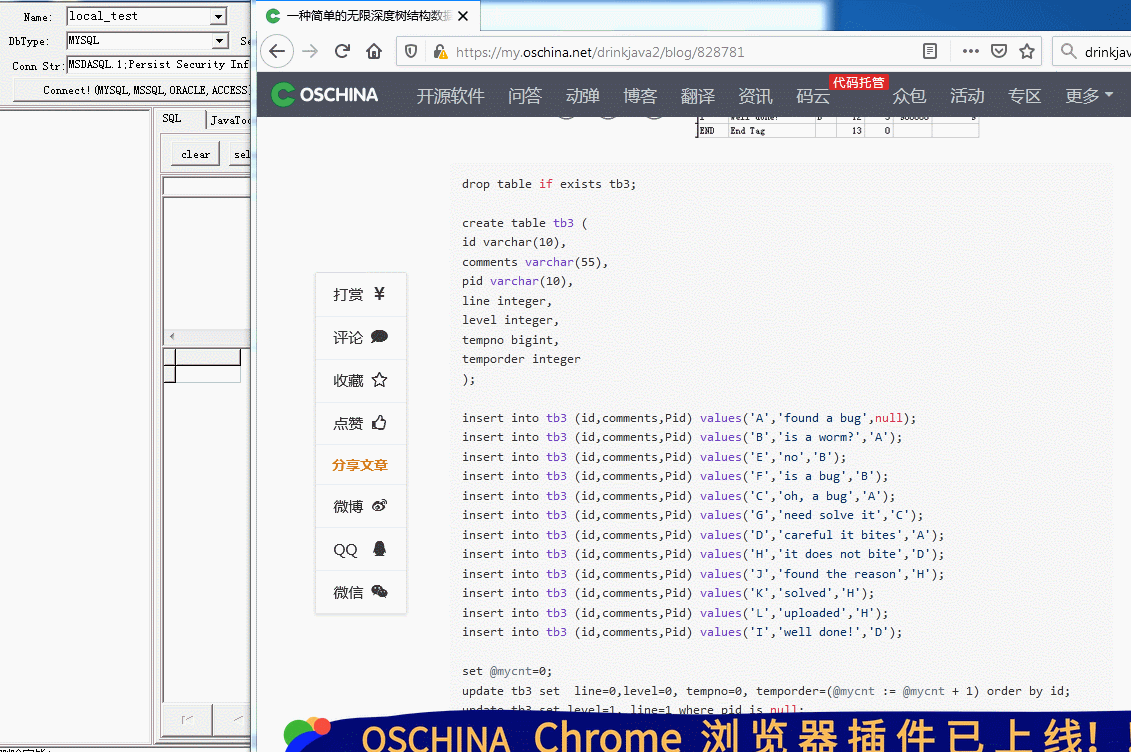 Name: local_test
DbType: MYSQL
Conn Str: MSDASQL.1;Persist Security Inf
Connect!(MYSQL,MSSQL,ORACLE,ACCESS
SQL JavaToo
clear sel
一种简单的无限深度树结构数据
https://my.oschina.net/drinkjava2/blog/828781
drinkjav
OSCHINA 开源软件 问答 动弹 博客 翻译 资讯 码云 众包 活动 专区 更多
代码托管
END End Tag 13 0
drop table if exists tb3;
create table tb3 (
id varchar(10),
comments varchar(55),
pid varchar(10),
line integer,
level integer,
tempno bigint,
temporder integer
);
insert into tb3 (id,comments,Pid) values('A','found a bug',null);
insert into tb3 (id,comments,Pid) values('B','is a worm?','A');
insert into tb3 (id,comments,Pid) values('E','no','B');
insert into tb3 (id,comments,Pid) values('F','is a bug','B');
insert into tb3 (id,comments,Pid) values('C','oh, a bug','A');
insert into tb3 (id,comments,Pid) values('G','need solve it','C');
insert into tb3 (id,comments,Pid) values('D','careful it bites','A');
insert into tb3 (id,comments,Pid) values('H','it does not bite','D');
insert into tb3 (id,comments,Pid) values('J','found the reason','H');
insert into tb3 (id,comments,Pid) values('K','solved','H');
insert into tb3 (id,comments,Pid) values('L','uploaded','H');
insert into tb3 (id,comments,Pid) values('I','well done!','D');
set @mycnt=0;
update tb3 set  line=0,level=0, tempno=0, temporder=(@mycnt := @mycnt + 1) order by id;
update tb3 set level=1, line=1 where pid is null;
打赏 ¥
评论
收藏
点赞
分享文章
微博
QQ
微信
OSCHINA Chrome 浏览器插件已上线!